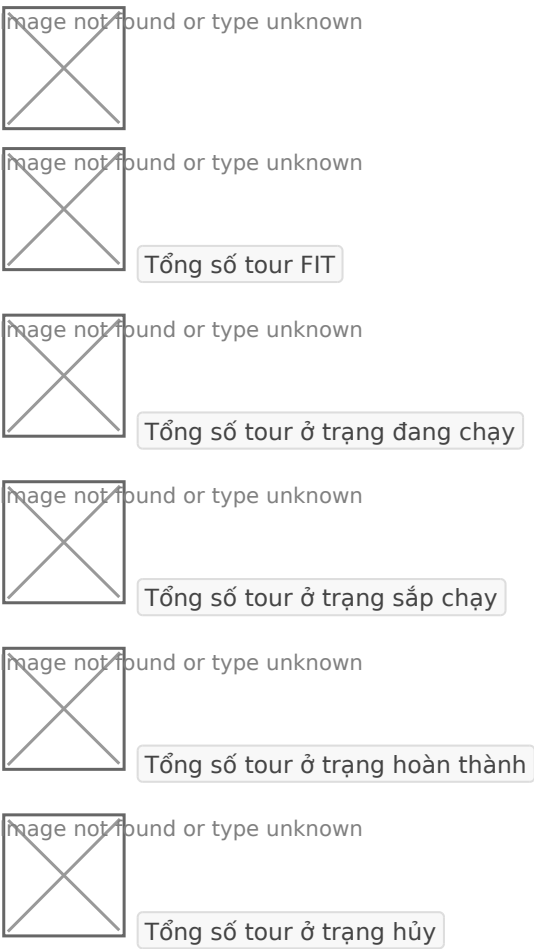 Image not found or type unknown
Image not found or type unknown
Tổng số tour FIT
Image not found or type unknown
Tổng số tour ở trạng đang chạy
Image not found or type unknown
Tổng số tour ở trạng sắp chạy
Image not found or type unknown
Tổng số tour ở trạng hoàn thành
Image not found or type unknown
Tổng số tour ở trạng hủy